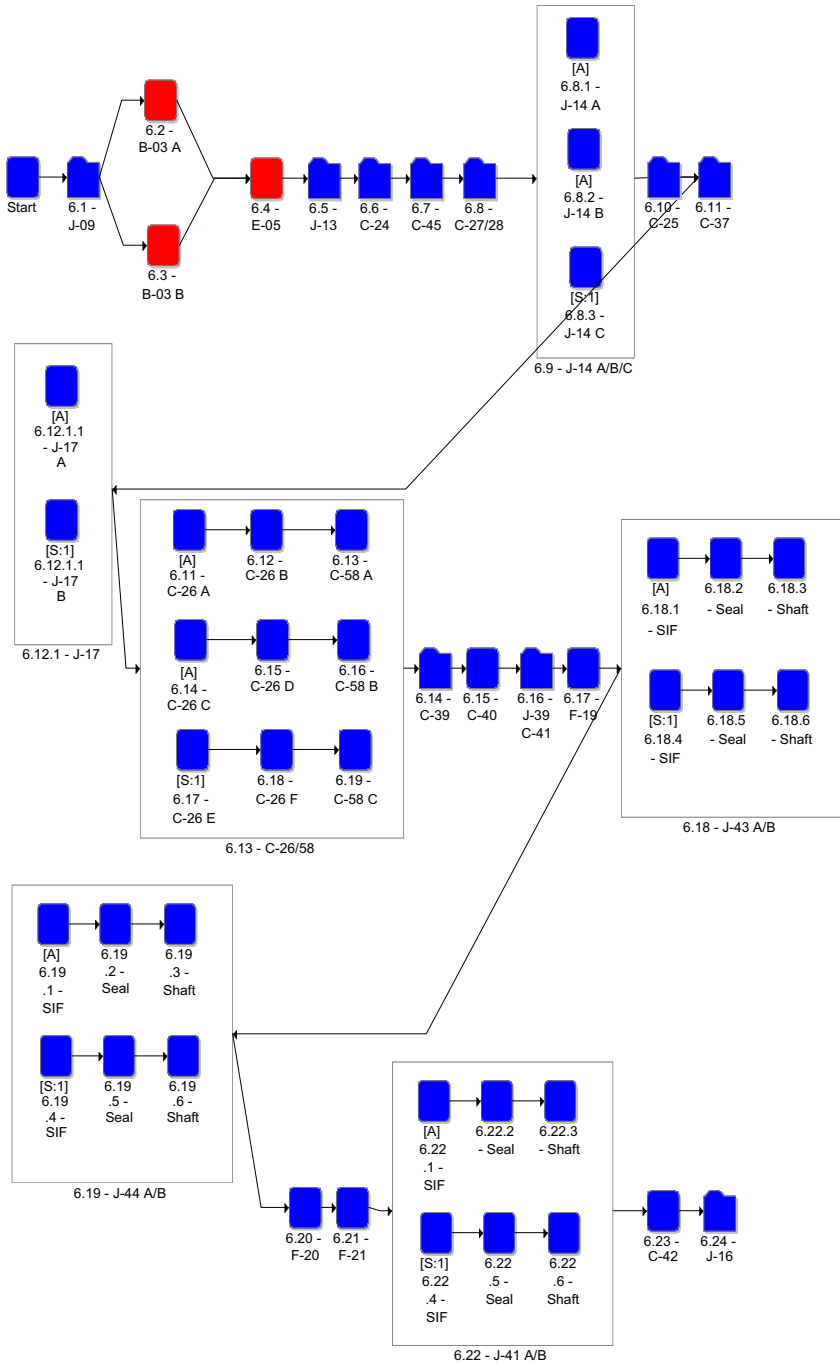 [A]
6.8.1 -
J-14 A
[A]
6.8.2 -
J-14 B
[S:1]
6.8.3 -
J-14 C
6.9 - J-14 A/B/C
Start
6.1 -
J-09
6.2 -
B-03 A
6.3 -
B-03 B
6.4 -
E-05
6.5 -
J-13
6.6 -
C-24
6.7 -
C-45
6.8 -
C-27/28
6.10 -
C-25
6.11 -
C-37
[A]
6.12.1.1
- J-17
A
[S:1]
6.12.1.1
- J-17
B
6.12.1 - J-17
[A]
6.11 -
C-26 A
6.12 -
C-26 B
6.13 -
C-58 A
[A]
6.14 -
C-26 C
6.15 -
C-26 D
6.16 -
C-58 B
[S:1]
6.17 -
C-26 E
6.18 -
C-26 F
6.19 -
C-58 C
6.13 - C-26/58
6.14 -
C-39
6.15 -
C-40
6.16 -
J-39
C-41
6.17 -
F-19
[A]
6.18.1
- SIF
6.18.2
- Seal
6.18.3
- Shaft
[S:1]
6.18.4
- SIF
6.18.5
- Seal
6.18.6
- Shaft
6.18 - J-43 A/B
[A]
6.19
.1 -
SIF
6.19
.2 -
Seal
6.19
.3 -
Shaft
[S:1]
6.19
.4 -
SIF
6.19
.5 -
Seal
6.19
.6 -
Shaft
6.19 - J-44 A/B
6.20 -
F-20
6.21 -
F-21
[A]
6.22
.1 -
SIF
6.22.2
- Seal
6.22.3
- Shaft
[S:1]
6.22
.4 -
SIF
6.22
.5 -
Seal
6.22
.6 -
Shaft
6.22 - J-41 A/B
6.23 -
C-42
6.24 -
J-16